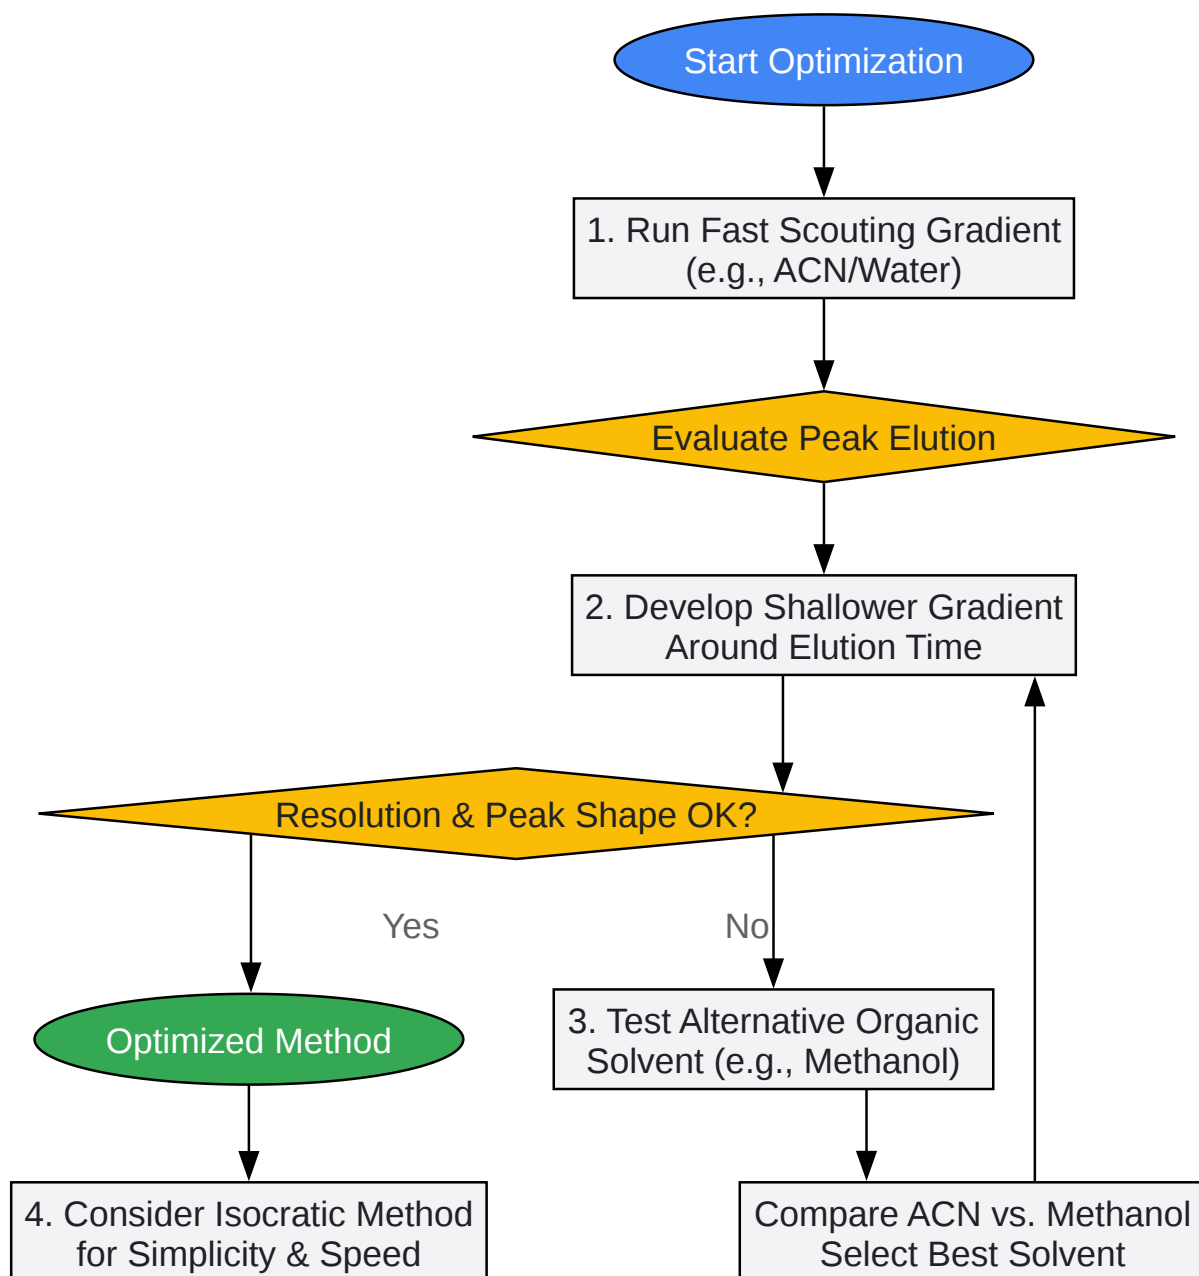 Start Optimization
1. Run Fast Scouting Gradient
(e.g., ACN/Water)
Evaluate Peak Elution
2. Develop Shallower Gradient
Around Elution Time
Resolution & Peak Shape OK?
Yes
No
Optimized Method
3. Test Alternative Organic
Solvent (e.g., Methanol)
4. Consider Isocratic Method
for Simplicity & Speed
Compare ACN vs. Methanol
Select Best Solvent